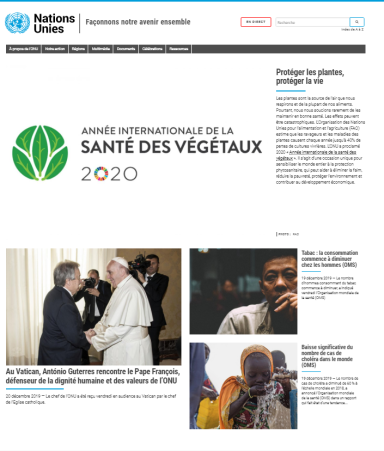 Nations
Unies
Façonnons notre avenir ensemble
EN DIRECT
Recherche
Index de A à Z
À propos de l'ONU
Notre action
Régions
Multimédia
Documents
Célébrations
Ressources
Protéger les plantes,
protéger la vie
Les plantes sont la source de l'air que nous
respirons et de la plupart de nos aliments.
Pourtant, nous nous soucions rarement de les
maintenir en bonne santé. Les effets peuvent
être catastrophiques. L'Organisation des Nations
Unies pour l'alimentation et l'agriculture (FAO)
estime que les ravageurs et les maladies des
plantes causent chaque année jusqu'à 40% de
pertes de cultures vivrières. L'ONU a proclamé
2020 « Année internationale de la santé des
végétaux ». Il s'agit d'une occasion unique pour
sensibiliser le monde entier à la protection
phytosanitaire, qui peut aider à éliminer la faim,
réduire la pauvreté, protéger l'environnement et
contribuer au développement économique.
ANNÉE INTERNATIONALE DE LA
SANTÉ DES VÉGÉTAUX
2020
PHOTO : FAO
Au Vatican, António Guterres rencontre le Pape François,
défenseur de la dignité humaine et des valeurs de l'ONU
20 décembre 2019 — Le chef de l'ONU a été reçu vendredi en audience au Vatican par le chef
de l'Église catholique.
Tabac : la consommation
commence à diminuer
chez les hommes (OMS)
19 décembre 2019 — Le nombre
d'hommes consommant du tabac
commence à diminuer, a indiqué
vendredi l'Organisation mondiale de
la santé (OMS).
Baisse significative du
nombre de cas de
choléra dans le monde
(OMS)
19 décembre 2019 — Le nombre de
cas de choléra a diminué de 60 % à
l'échelle mondiale en 2018, a
annoncé l'Organisation mondiale
de la santé (OMS), dans un rapport